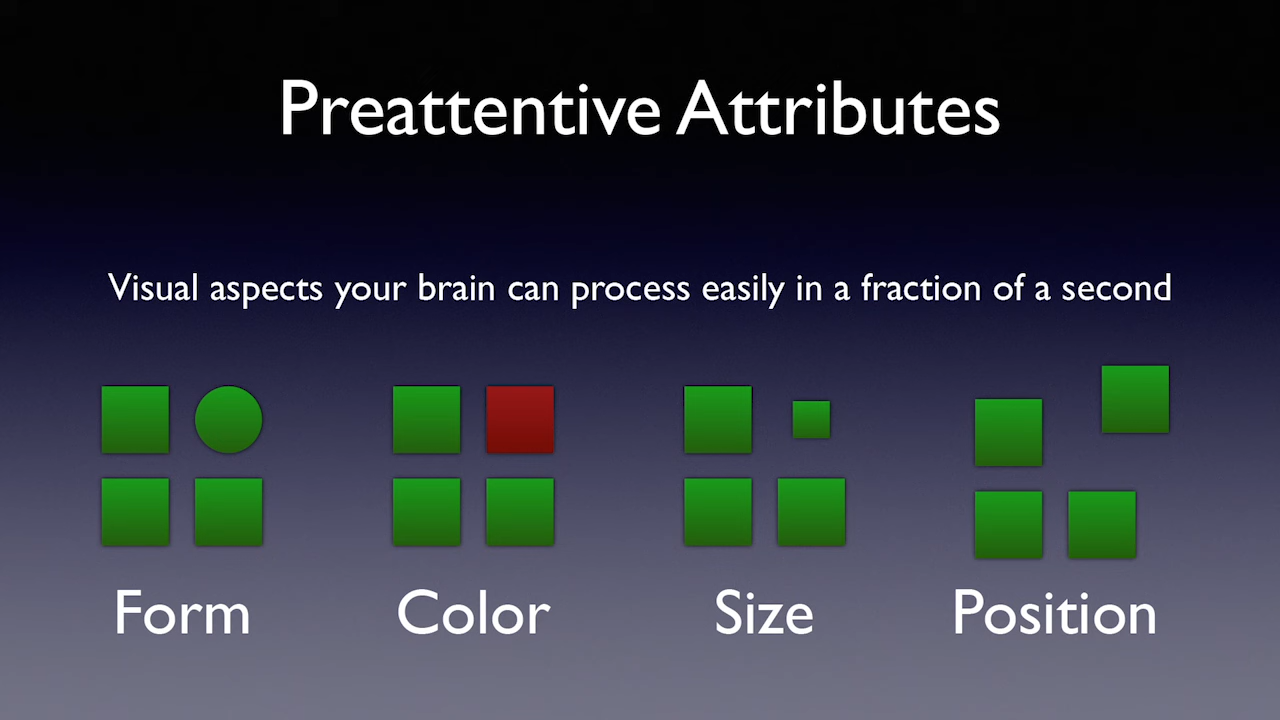 Preattentive Attributes
Visual aspects your brain can process easily in a fraction of a second
Form
Color
Size
Position